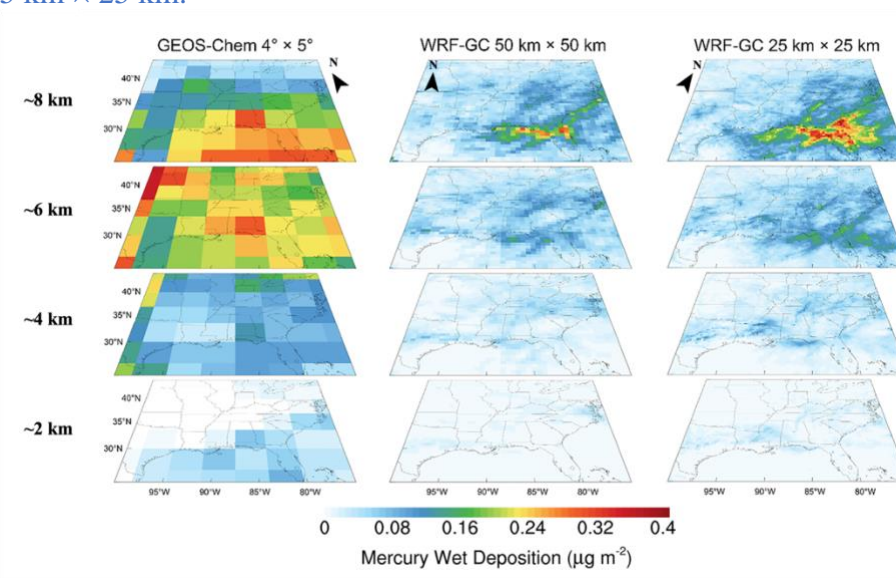 GEOS-Chem 4° × 5°
WRF-GC 50 km × 50 km
WRF-GC 25 km × 25 km
N
N
N
~8 km
40°N
35°N
30°N
~6 km
40°N
35°N
30°N
~4 km
40°N
35°N
30°N
~2 km
40°N
35°N
30°N
95°W 90°W 85°W 80°W
95°W 90°W 85°W 80°W
95°W 90°W 85°W 80°W
0 0.08 0.16 0.24 0.32 0.4
Mercury Wet Deposition (μg m⁻²)